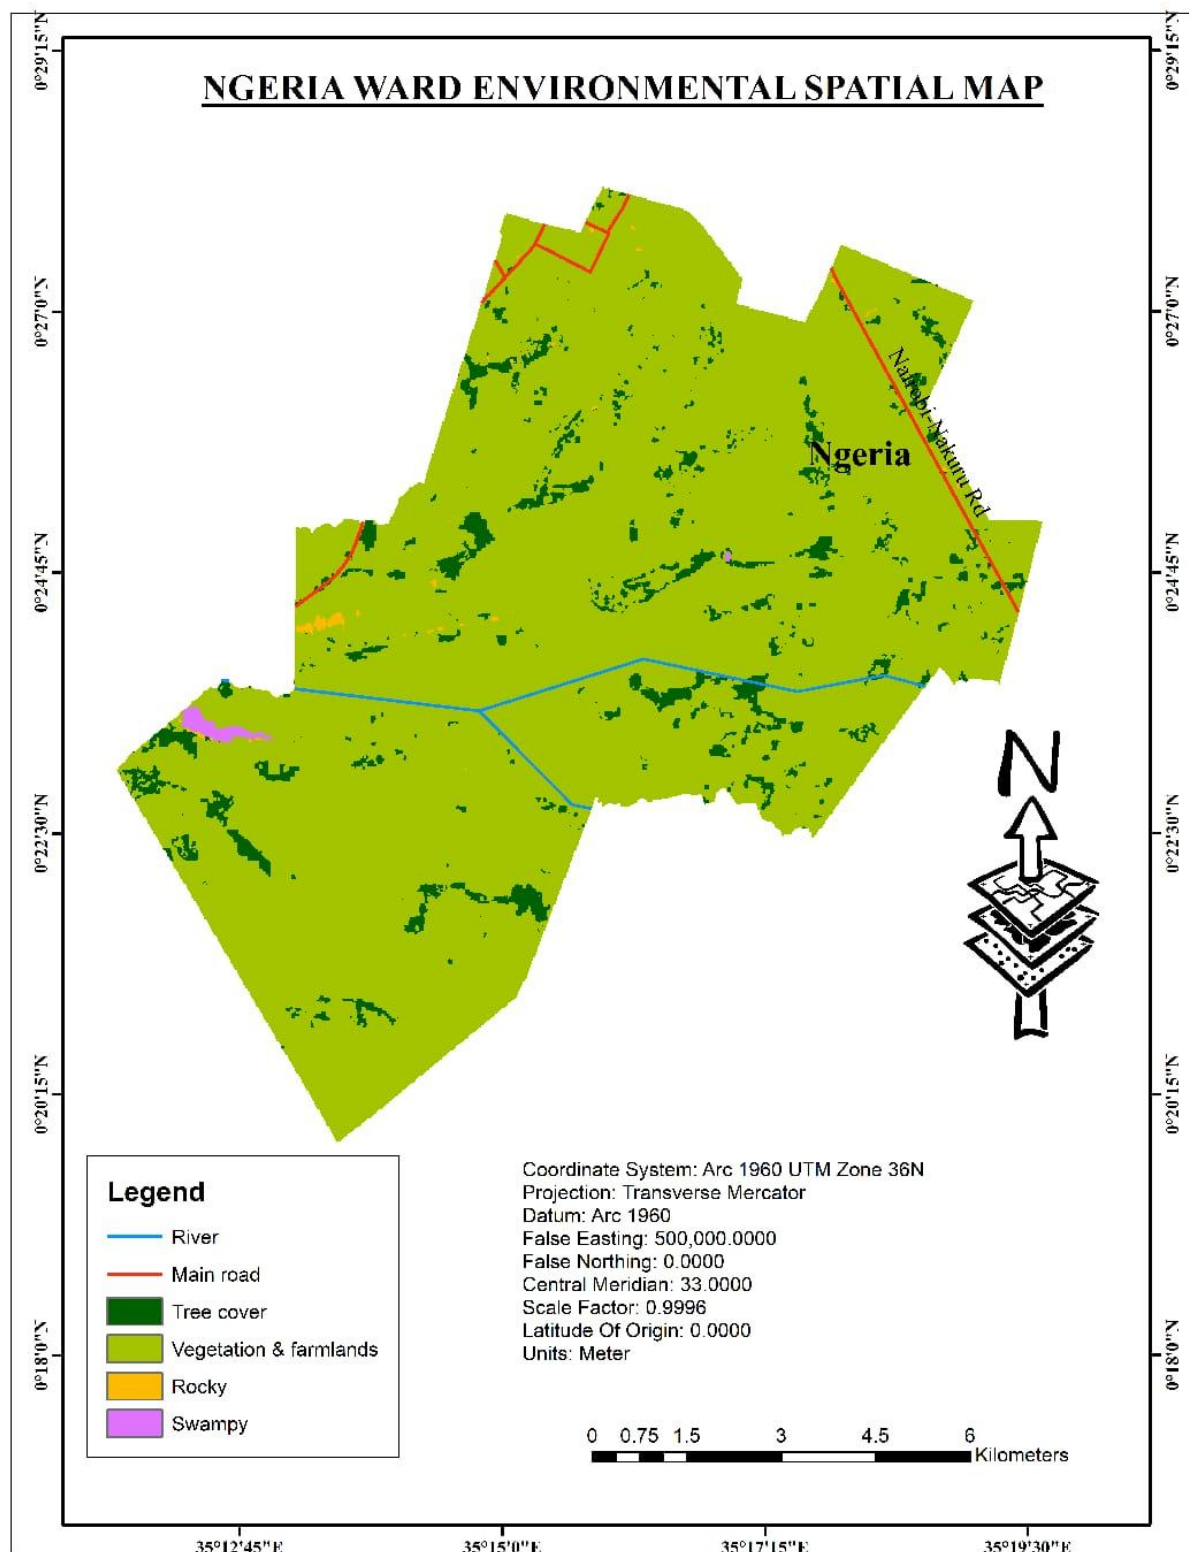 NGERIA WARD ENVIRONMENTAL SPATIAL MAP
0°29'15"N
0°29'15"N
0°27'0"N
0°27'0"N
Nairobi-Nakuru Rd
Ngeria
0°24'45"N
0°24'45"N
N
0°22'30"N
0°22'30"N
0°20'15"N
0°20'15"N
0°18'0"N
0°18'0"N
Legend
River
Main road
Tree cover
Vegetation & farmlands
Rocky
Swampy
Coordinate System: Arc 1960 UTM Zone 36N
Projection: Transverse Mercator
Datum: Arc 1960
False Easting: 500,000.0000
False Northing: 0.0000
Central Meridian: 33.0000
Scale Factor: 0.9996
Latitude Of Origin: 0.0000
Units: Meter
0 0.75 1.5 3 4.5 6
Kilometers
35°12'45"E 35°15'0"E 35°17'15"E 35°19'30"E